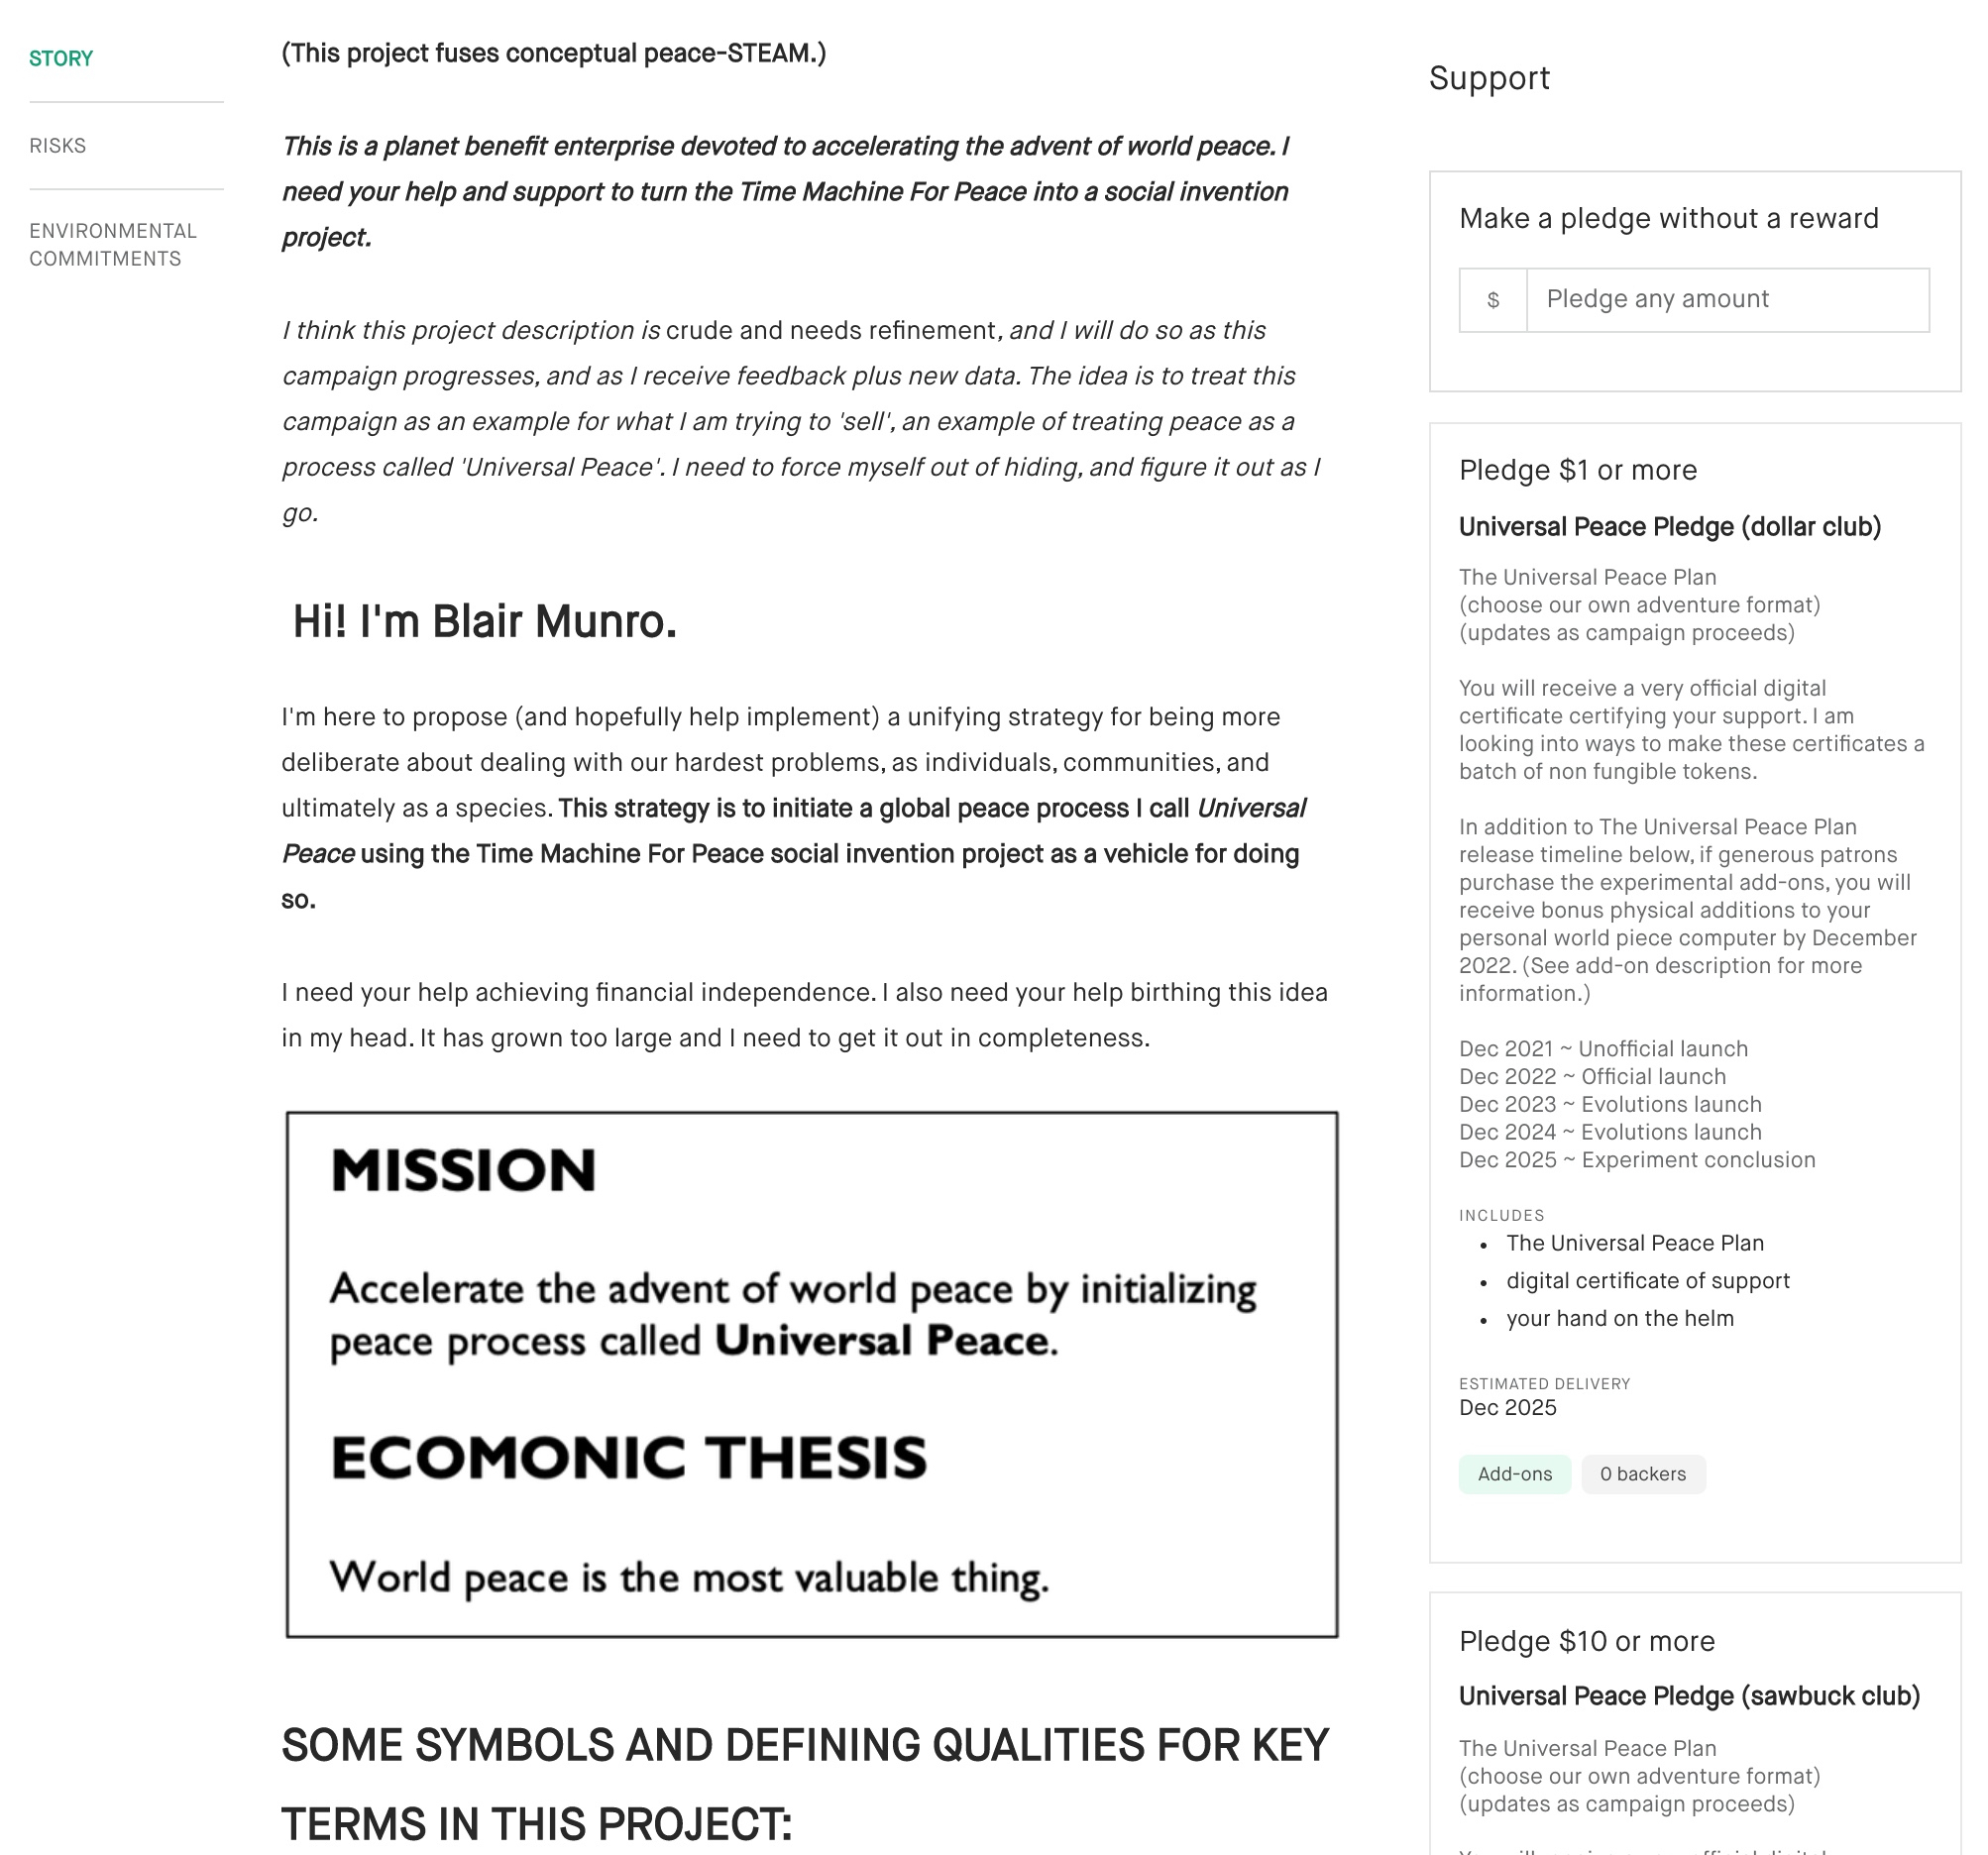 STORY
RISKS
ENVIRONMENTAL
COMMITMENTS
(This project fuses conceptual peace-STEAM.)
This is a planet benefit enterprise devoted to accelerating the advent of world peace. I
need your help and support to turn the Time Machine For Peace into a social invention
project.
I think this project description is crude and needs refinement, and I will do so as this
campaign progresses, and as I receive feedback plus new data. The idea is to treat this
campaign as an example for what I am trying to 'sell', an example of treating peace as a
process called 'Universal Peace'. I need to force myself out of hiding, and figure it out as I
go.
Hi! I'm Blair Munro.
I'm here to propose (and hopefully help implement) a unifying strategy for being more
deliberate about dealing with our hardest problems, as individuals, communities, and
ultimately as a species. This strategy is to initiate a global peace process I call Universal
Peace using the Time Machine For Peace social invention project as a vehicle for doing
so.
I need your help achieving financial independence. I also need your help birthing this idea
in my head. It has grown too large and I need to get it out in completeness.
MISSION
Accelerate the advent of world peace by initializing
peace process called Universal Peace.
ECOMONIC THESIS
World peace is the most valuable thing.
SOME SYMBOLS AND DEFINING QUALITIES FOR KEY
TERMS IN THIS PROJECT:
Support
Make a pledge without a reward
$ Pledge any amount
Pledge $1 or more
Universal Peace Pledge (dollar club)
The Universal Peace Plan
(choose our own adventure format)
(updates as campaign proceeds)
You will receive a very official digital
certificate certifying your support. I am
looking into ways to make these certificates a
batch of non fungible tokens.
In addition to The Universal Peace Plan
release timeline below, if generous patrons
purchase the experimental add-ons, you will
receive bonus physical additions to your
personal world piece computer by December
2022. (See add-on description for more
information.)
Dec 2021 ~ Unofficial launch
Dec 2022 ~ Official launch
Dec 2023 ~ Evolutions launch
Dec 2024 ~ Evolutions launch
Dec 2025 ~ Experiment conclusion
INCLUDES
• The Universal Peace Plan
• digital certificate of support
• your hand on the helm
ESTIMATED DELIVERY
Dec 2025
Add-ons 0 backers
Pledge $10 or more
Universal Peace Pledge (sawbuck club)
The Universal Peace Plan
(choose our own adventure format)
(updates as campaign proceeds)